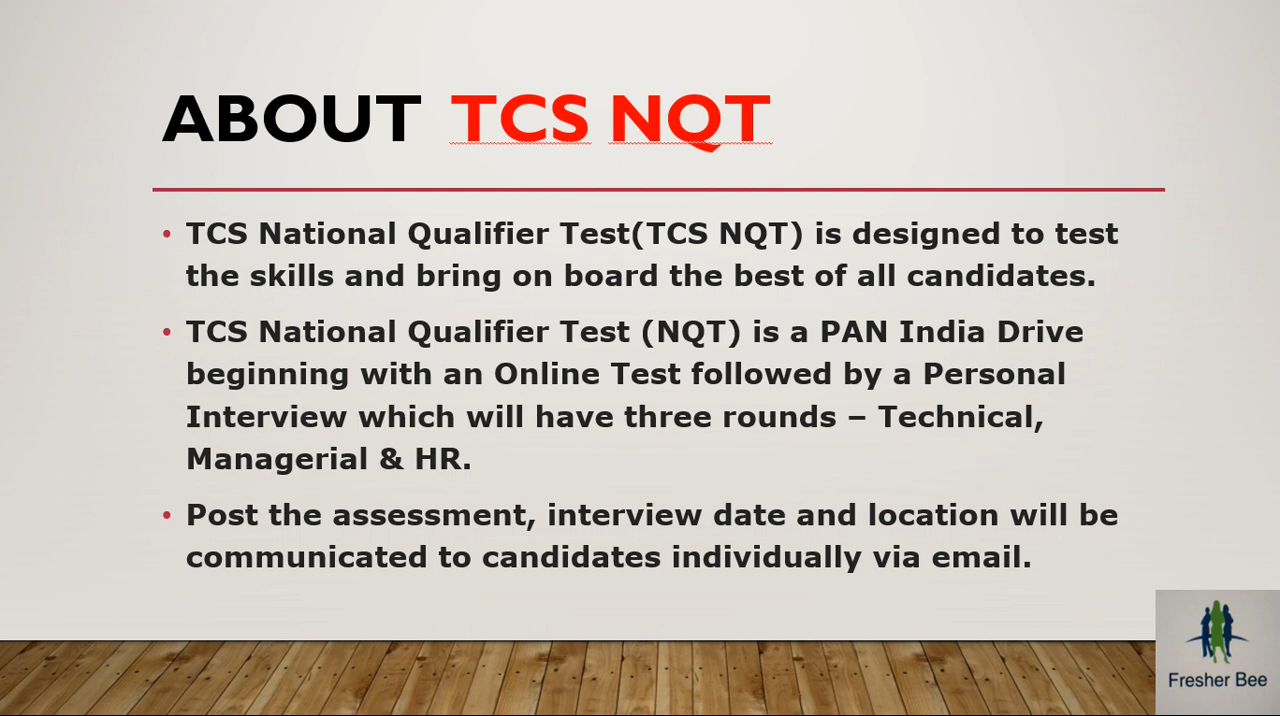 ABOUT TCS NQT
• TCS National Qualifier Test(TCS NQT) is designed to test
the skills and bring on board the best of all candidates.
• TCS National Qualifier Test (NQT) is a PAN India Drive
beginning with an Online Test followed by a Personal
Interview which will have three rounds – Technical,
Managerial & HR.
• Post the assessment, interview date and location will be
communicated to candidates individually via email.
Fresher Bee